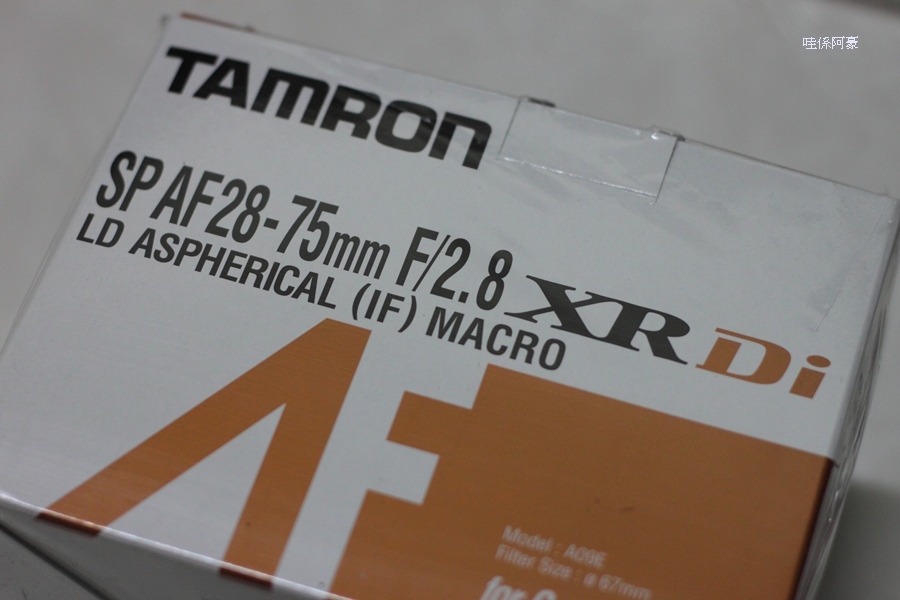 哇係阿豪
TAMRON
SP AF28-75mm F/2.8 XR Di
LD ASPHERICAL (IF) MACRO
AF
Model : A09E
Filter Size : ø 67mm
for